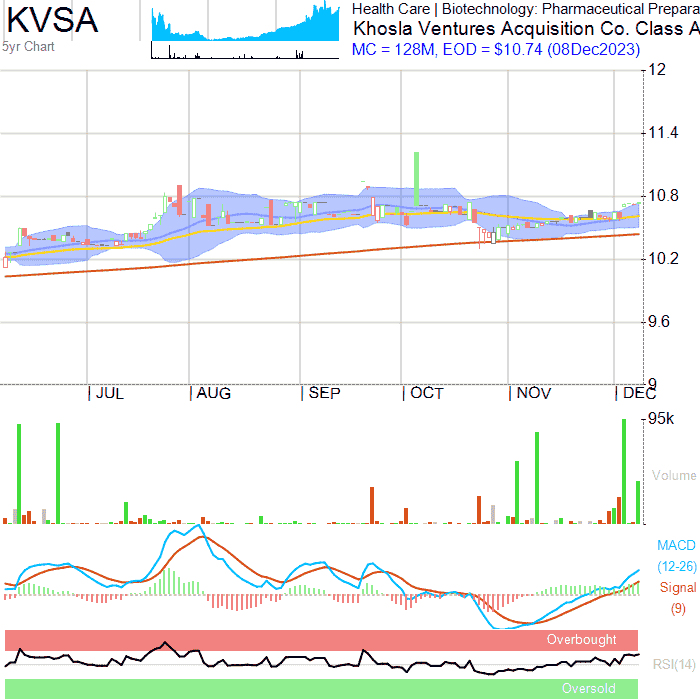 KVSA
5yr Chart
Health Care | Biotechnology: Pharmaceutical Prepara
Khosla Ventures Acquisition Co. Class A
MC = 128M, EOD = $10.74 (08Dec2023)
12
11.4
10.8
10.2
9.6
9
JUL AUG SEP OCT NOV DEC
95k
Volume
MACD
(12-26)
Signal
(9)
Overbought
RSI(14)
Oversold